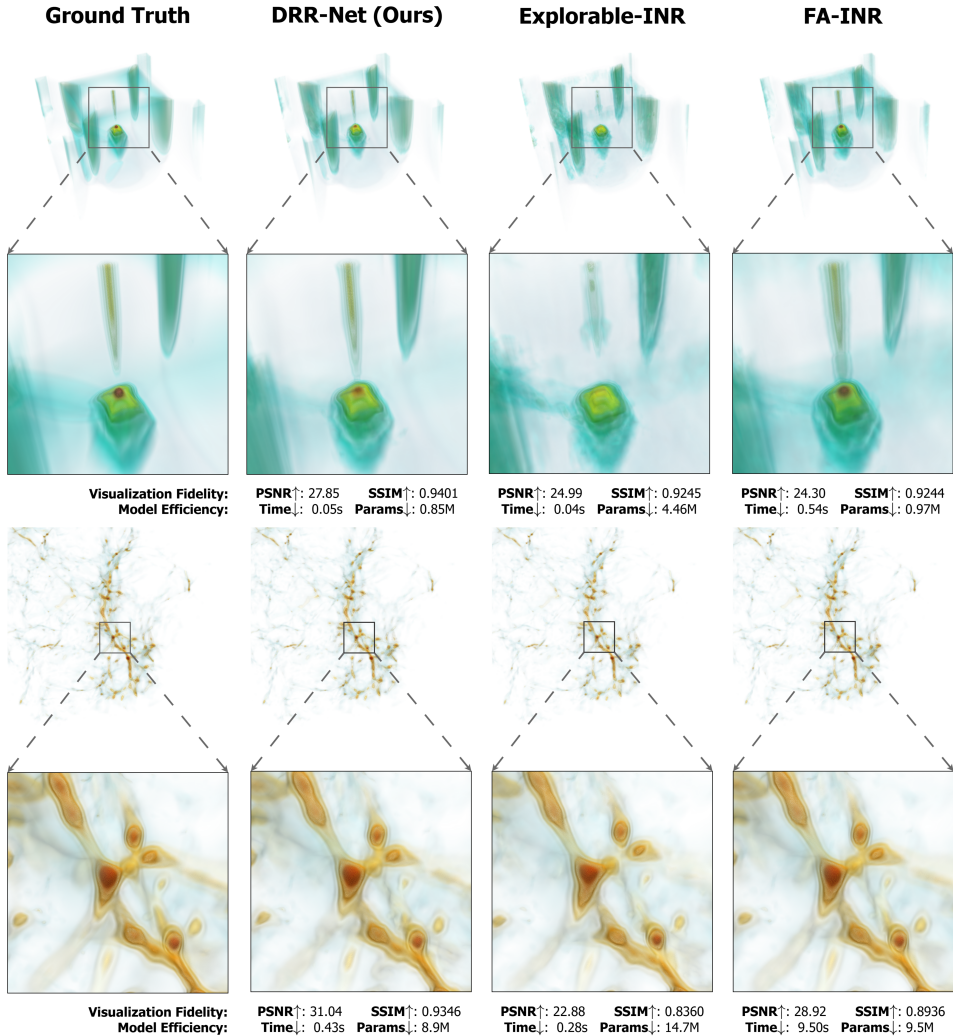 Ground Truth DRR-Net (Ours) Explorable-INR FA-INR
Visualization Fidelity: PSNR↑: 27.85 SSIM↑: 0.9401 PSNR↑: 24.99 SSIM↑: 0.9245 PSNR↑: 24.30 SSIM↑: 0.9244
Model Efficiency: Time↓: 0.05s Params↓: 0.85M Time↓: 0.04s Params↓: 4.46M Time↓: 0.54s Params↓: 0.97M
Visualization Fidelity: PSNR↑: 31.04 SSIM↑: 0.9346 PSNR↑: 22.88 SSIM↑: 0.8360 PSNR↑: 28.92 SSIM↑: 0.8936
Model Efficiency: Time↓: 0.43s Params↓: 8.9M Time↓: 0.28s Params↓: 14.7M Time↓: 9.50s Params↓: 9.5M